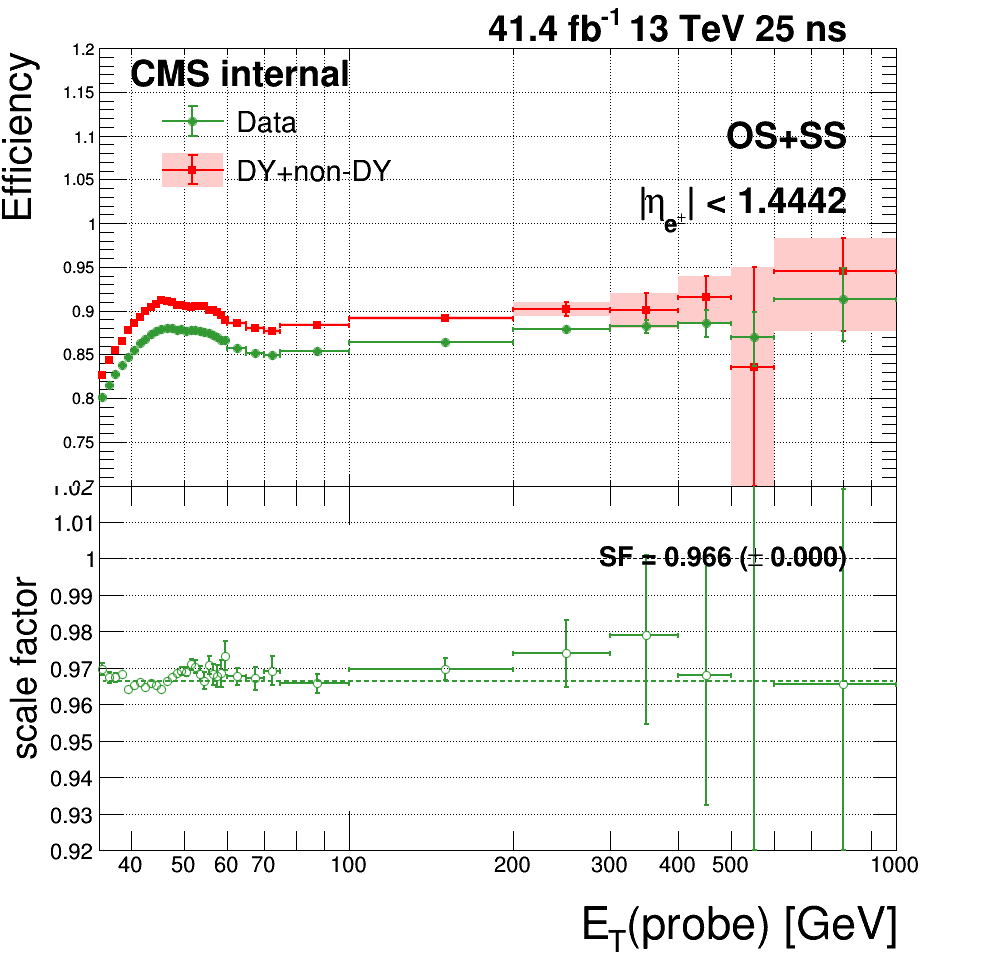 41.4 fb-1 13 TeV 25 ns
Efficiency
1.2
1.15
1.1
1.05
1
0.95
0.9
0.85
0.8
0.75
CMS internal
Data
DY+non-DY
OS+SS
|ηe±| < 1.4442
1.02
1.01
1
0.99
0.98
0.97
0.96
0.95
0.94
0.93
0.92
scale factor
SF = 0.966 (± 0.000)
40 50 60 70 100 200 300 400 500 1000
ET(probe) [GeV]